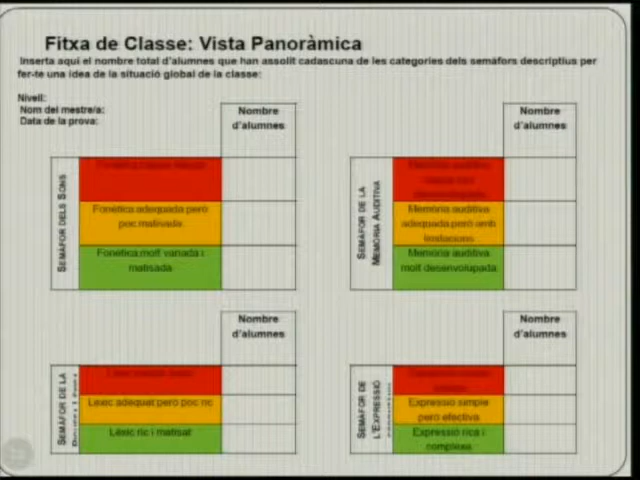 Fitxa de Classe: Vista Panoràmica
Inserta aquí el nombre total d'alumnes que han assolit cadascuna de les categories dels semàfors descriptius per
fer-te una idea de la situació global de la classe:
Nivell:
Nom del mestre/a:
Data de la prova:
Nombre
d'alumnes
SEMÀFOR DELS SONS
Fonètica adequada però
poc matisada
Fonètica molt variada i
matisada
Nombre
d'alumnes
SEMÀFOR DE LA
MEMÒRIA AUDITIVA
Memòria auditiva
Memòria auditiva
adequada però amb
limitacions
Memòria auditiva
molt desenvolupada
Nombre
d'alumnes
SEMÀFOR DE LA
Lèxic adequat però poc ric
Lèxic ric i matisat
Nombre
d'alumnes
SEMÀFOR DE
L'EXPRESSIÓ
Expressió simple
però efectiva
Expressió rica i
complexa